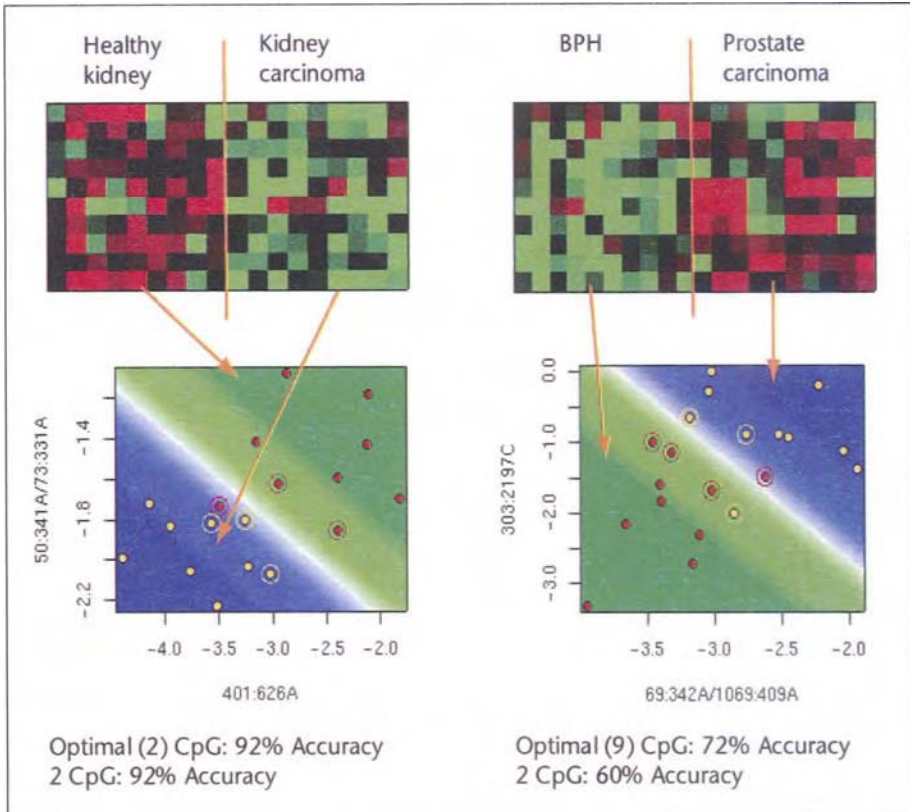 Healthy
kidney
Kidney
carcinoma
BPH
Prostate
carcinoma
50:341A/73:331A
-1.4
-1.8
-2.2
-4.0 -3.5 -3.0 -2.5 -2.0
401:626A
303:2197C
0.0
-1.0
-2.0
-3.0
-3.5 -3.0 -2.5 -2.0
69:342A/1069:409A
Optimal (2) CpG: 92% Accuracy
2 CpG: 92% Accuracy
Optimal (9) CpG: 72% Accuracy
2 CpG: 60% Accuracy